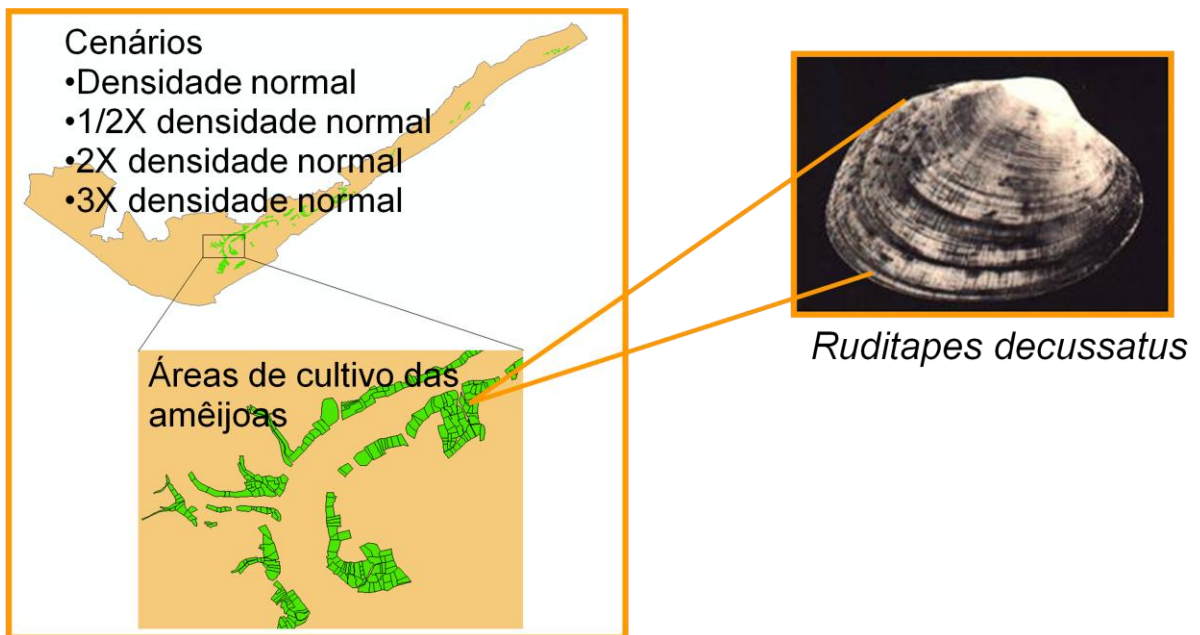 Cenários
•Densidade normal
•1/2X densidade normal
•2X densidade normal
•3X densidade normal
Áreas de cultivo das
amêijoas
Ruditapes decussatus